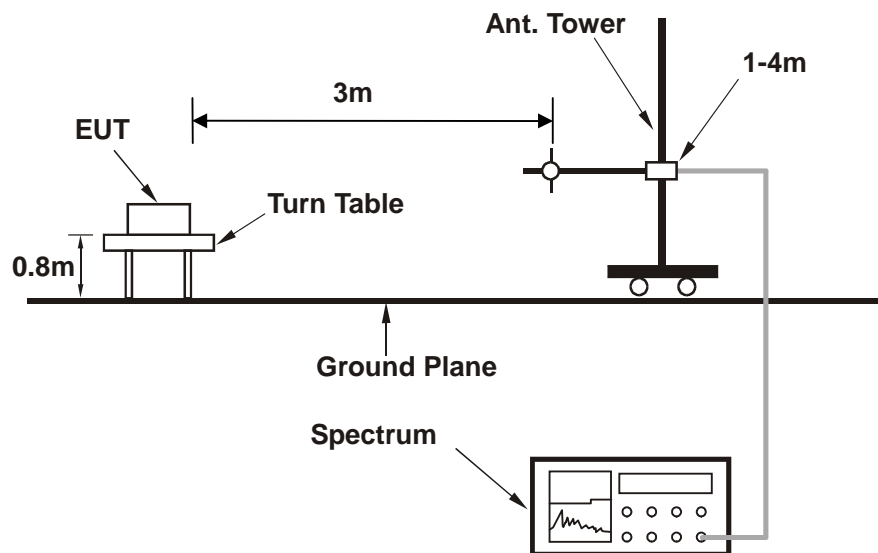 Ant. Tower
1-4m
3m
EUT
Turn Table
0.8m
Ground Plane
Spectrum